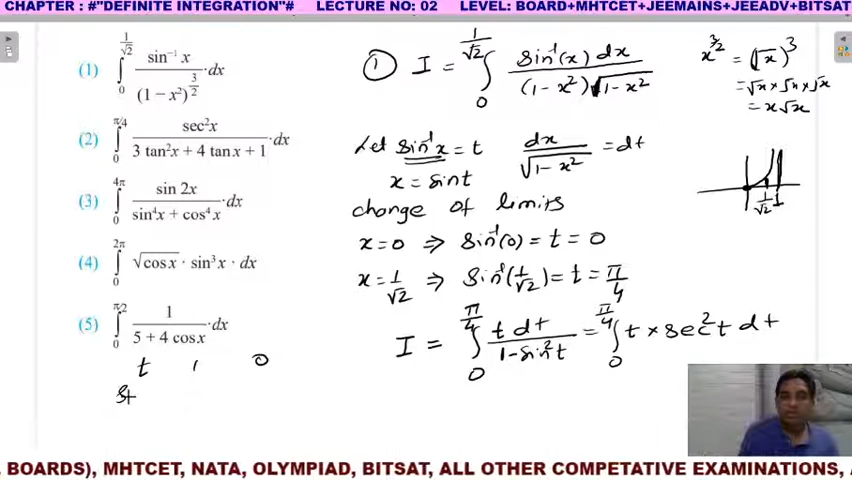 CHAPTER : #"DEFINITE INTEGRATION"# LECTURE NO: 02 LEVEL: BOARD+MHTCET+JEEMAINS+JEEADV+BITSAT
(1) ∫₀^{1/√2} sin⁻¹ x / (1 – x²)^{3/2} · dx
(2) ∫₀^{π/4} sec²x / 3 tan²x + 4 tan x + 1 · dx
(3) ∫₀^{4π} sin 2x / sin⁴x + cos⁴x · dx
(4) ∫₀^{2π} √cos x · sin³x · dx
(5) ∫₀^{π/2} 1 / 5 + 4 cos x · dx
t 1 0
① I = ∫₀^{1/√2} sin⁻¹(x) dx / (1 – x²)√1 – x²
x^{3/2} = (√x)³
= √x × √x × √x
= x√x
Let sin⁻¹x = t dx / √1 – x² = dt
x = sint
1/√2 1
change of limits
x = 0 ⇒ sin⁻¹(0) = t = 0
x = 1/√2 ⇒ sin⁻¹(1/√2) = t = π/4
I = ∫₀^{π/4} t dt / 1 – sin²t = ∫₀^{π/4} t × sec²t dt
BOARDS), MHTCET, NATA, OLYMPIAD, BITSAT, ALL OTHER COMPETATIVE EXAMINATIONS,